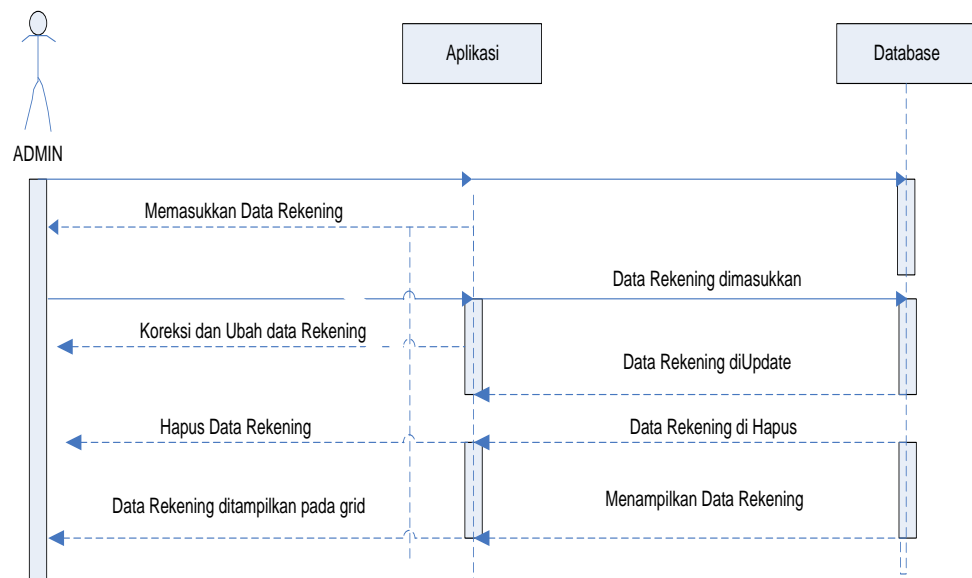 Aplikasi
Database
ADMIN
Memasukkan Data Rekening
Data Rekening dimasukkan
Koreksi dan Ubah data Rekening
Data Rekening diUpdate
Hapus Data Rekening
Data Rekening di Hapus
Data Rekening ditampilkan pada grid
Menampilkan Data Rekening